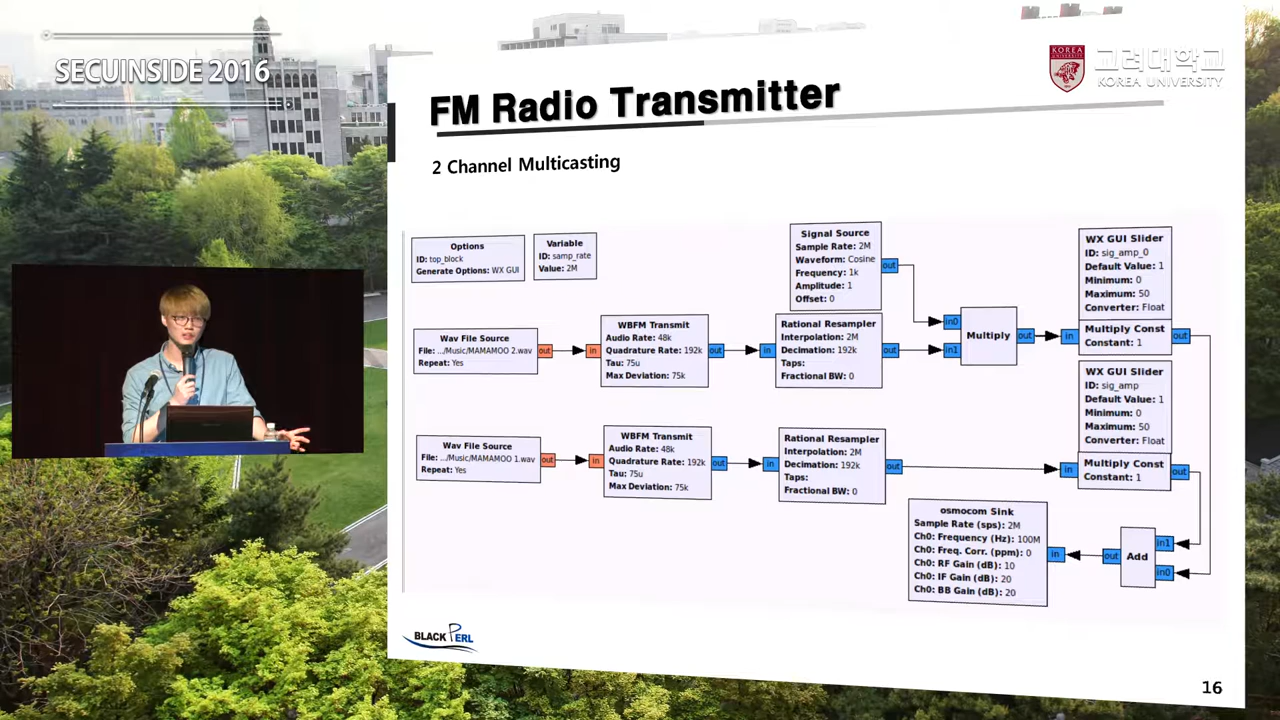 SECUINSIDE 2016
KOREA
UNIVERSITY
고려대학교
KOREA UNIVERSITY
FM Radio Transmitter
2 Channel Multicasting
Options
ID: top_block
Generate Options: WX GUI
Variable
ID: samp_rate
Value: 2M
Signal Source
Sample Rate: 2M
Waveform: Cosine
Frequency: 1k
Amplitude: 1
Offset: 0
out
WX GUI Slider
ID: sig_amp_0
Default Value: 1
Minimum: 0
Maximum: 50
Converter: Float
Wav File Source
File: .../Music/MAMAMOO 2.wav
Repeat: Yes
out
in
WBFM Transmit
Audio Rate: 48k
Quadrature Rate: 192k
Tau: 75u
Max Deviation: 75k
out
in
Rational Resampler
Interpolation: 2M
Decimation: 192k
Taps:
Fractional BW: 0
out
in0
in1
Multiply
out
in
Multiply Const
Constant: 1
out
WX GUI Slider
ID: sig_amp
Default Value: 1
Minimum: 0
Maximum: 50
Converter: Float
Wav File Source
File: .../Music/MAMAMOO 1.wav
Repeat: Yes
out
in
WBFM Transmit
Audio Rate: 48k
Quadrature Rate: 192k
Tau: 75u
Max Deviation: 75k
out
in
Rational Resampler
Interpolation: 2M
Decimation: 192k
Taps:
Fractional BW: 0
out
in
Multiply Const
Constant: 1
out
osmocom Sink
Sample Rate (sps): 2M
Ch0: Frequency (Hz): 100M
Ch0: Freq. Corr. (ppm): 0
Ch0: RF Gain (dB): 10
Ch0: IF Gain (dB): 20
Ch0: BB Gain (dB): 20
in
out
Add
in1
in0
BLACK PERL
16